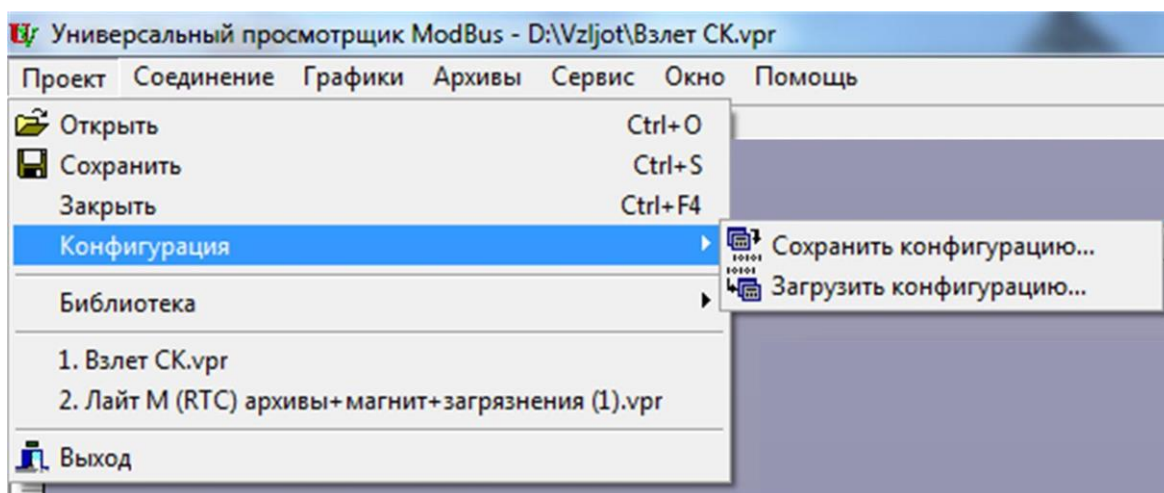 Универсальный просмотрщик ModBus - D:\Vzljot\Взлет СК.vpr
Проект Соединение Графики Архивы Сервис Окно Помощь
Открыть Ctrl+O
Сохранить Ctrl+S
Закрыть Ctrl+F4
Конфигурация
Сохранить конфигурацию...
Загрузить конфигурацию...
Библиотека
1. Взлет СК.vpr
2. Лайт М (RTC) архивы+магнит+загрязнения (1).vpr
Выход